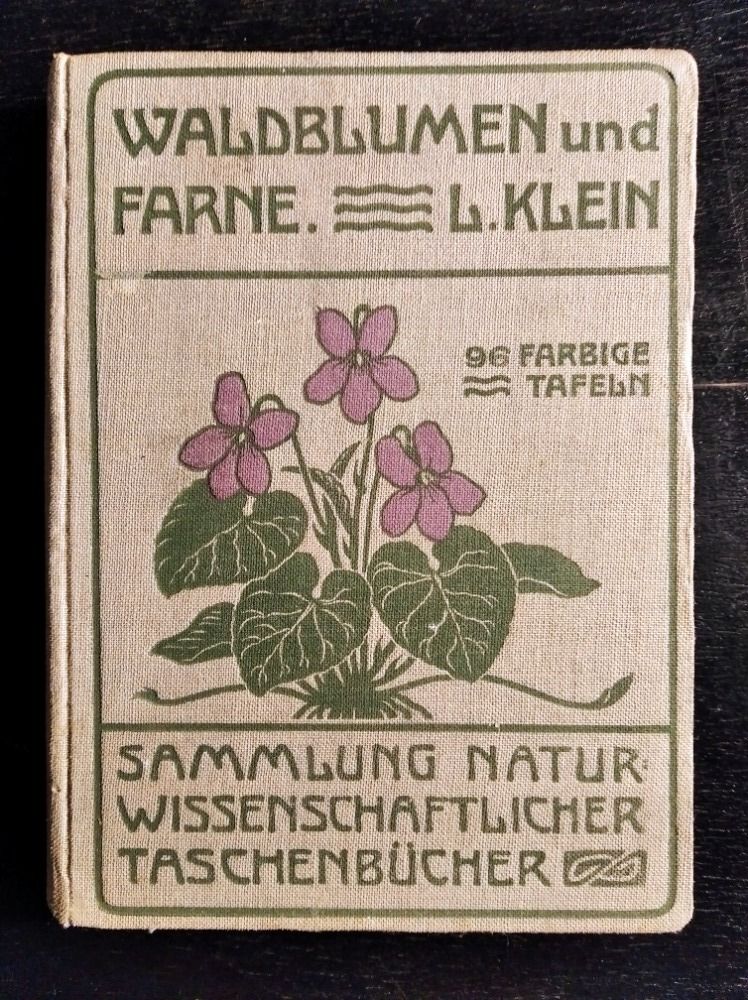 WALDBLUMEN und
FARNE. L.KLEIN
96 FARBIGE
TAFELN
SAMMLUNG NATUR-
WISSENSCHAFTLICHER
TASCHENBÜCHER